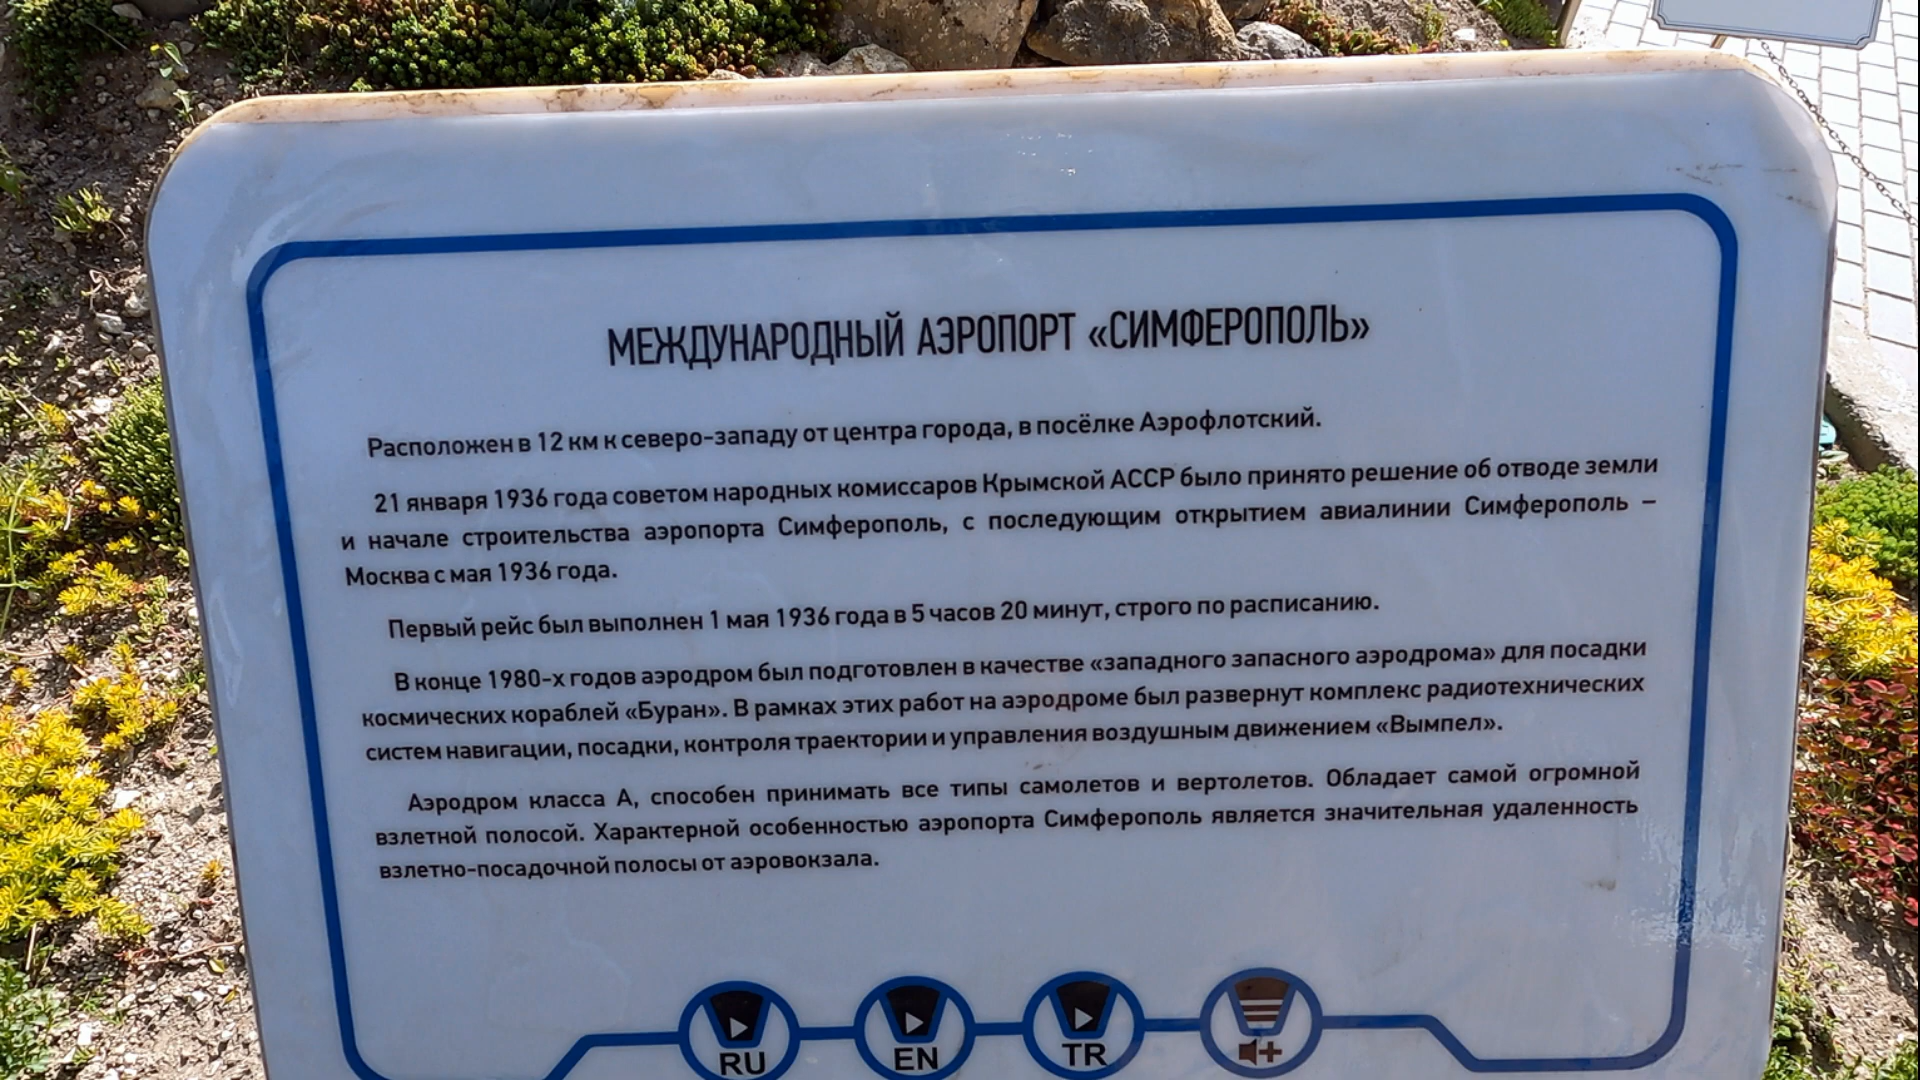 МЕЖДУНАРОДНЫЙ АЭРОПОРТ «СИМФЕРОПОЛЬ»
Расположен в 12 км к северо-западу от центра города, в посёлке Аэрофлотский.
21 января 1936 года советом народных комиссаров Крымской АССР было принято решение об отводе земли
и начале строительства аэропорта Симферополь, с последующим открытием авиалинии Симферополь –
Москва с мая 1936 года.
Первый рейс был выполнен 1 мая 1936 года в 5 часов 20 минут, строго по расписанию.
В конце 1980-х годов аэродром был подготовлен в качестве «западного запасного аэродрома» для посадки
космических кораблей «Буран». В рамках этих работ на аэродроме был развернут комплекс радиотехнических
систем навигации, посадки, контроля траектории и управления воздушным движением «Вымпел».
Аэродром класса А, способен принимать все типы самолетов и вертолетов. Обладает самой огромной
взлетной полосой. Характерной особенностью аэропорта Симферополь является значительная удаленность
взлетно-посадочной полосы от аэровокзала.
RU EN TR